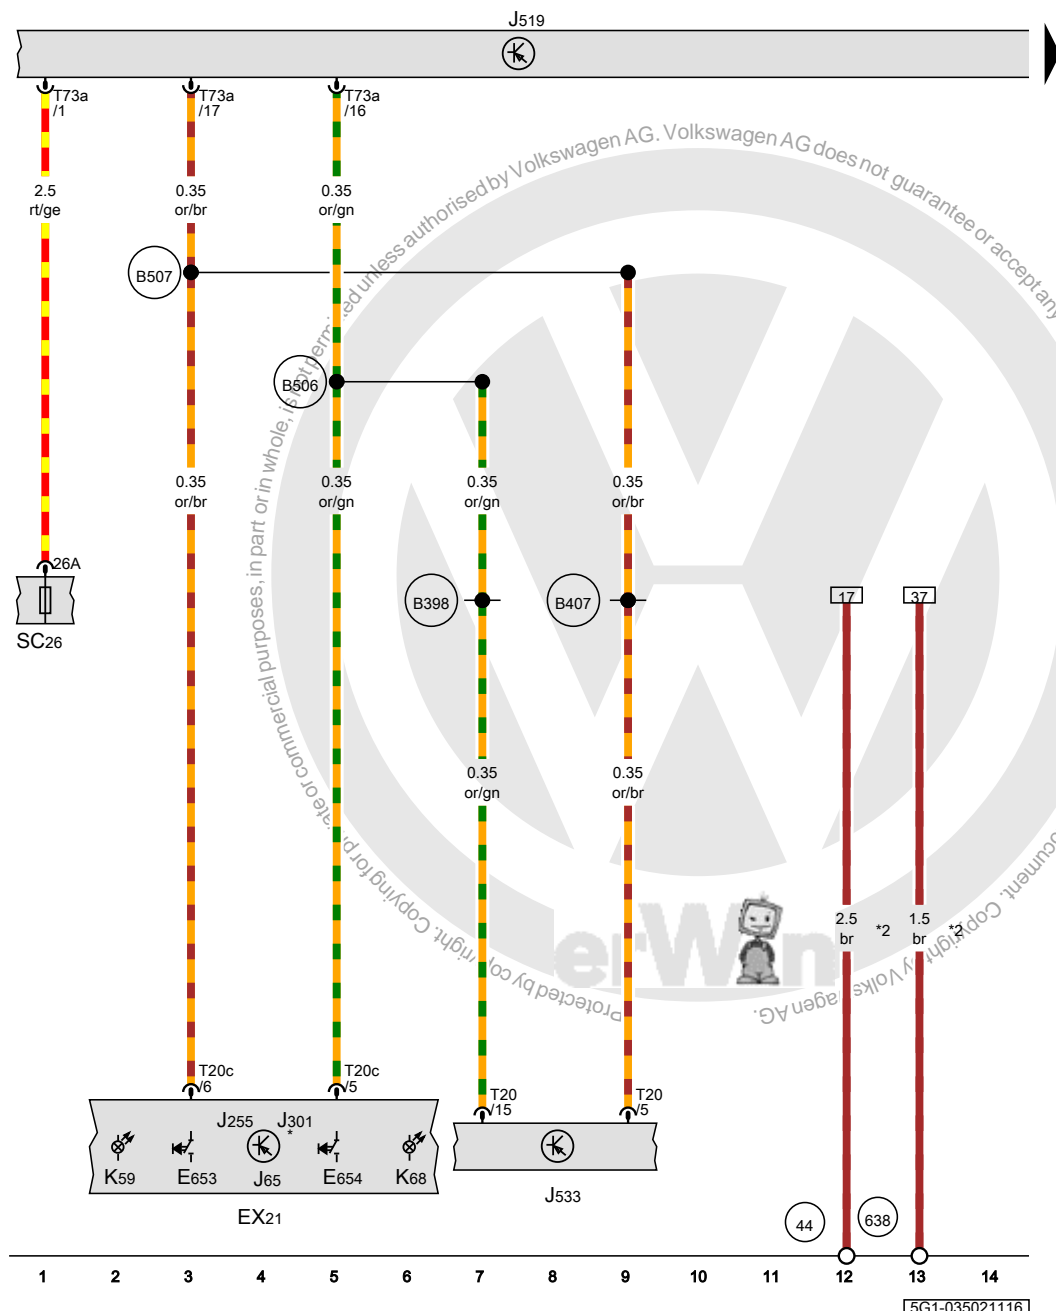 J519
T73a
/1
T73a
/17
T73a
/16
2.5
rt/ge
0.35
or/br
0.35
or/gn
B507
B506
0.35
or/br
0.35
or/gn
0.35
or/gn
0.35
or/br
26A
SC26
B398
B407
17
37
0.35
or/gn
0.35
or/br
2.5
br
*2
1.5
br
*2
T20c
/6
T20c
/5
T20
/15
T20
/5
J255
J301
*
K59
E653
J65
E654
K68
EX21
J533
44
638
1 2 3 4 5 6 7 8 9 10 11 12 13 14
5G1-035021116
erWin
commercial purposes, in part or in whole, is not permitted unless authorised by Volkswagen AG. Volkswagen AG does not guarantee or accept any
Protected by copyright. Copying for private or
document. Copyright by Volkswagen AG.